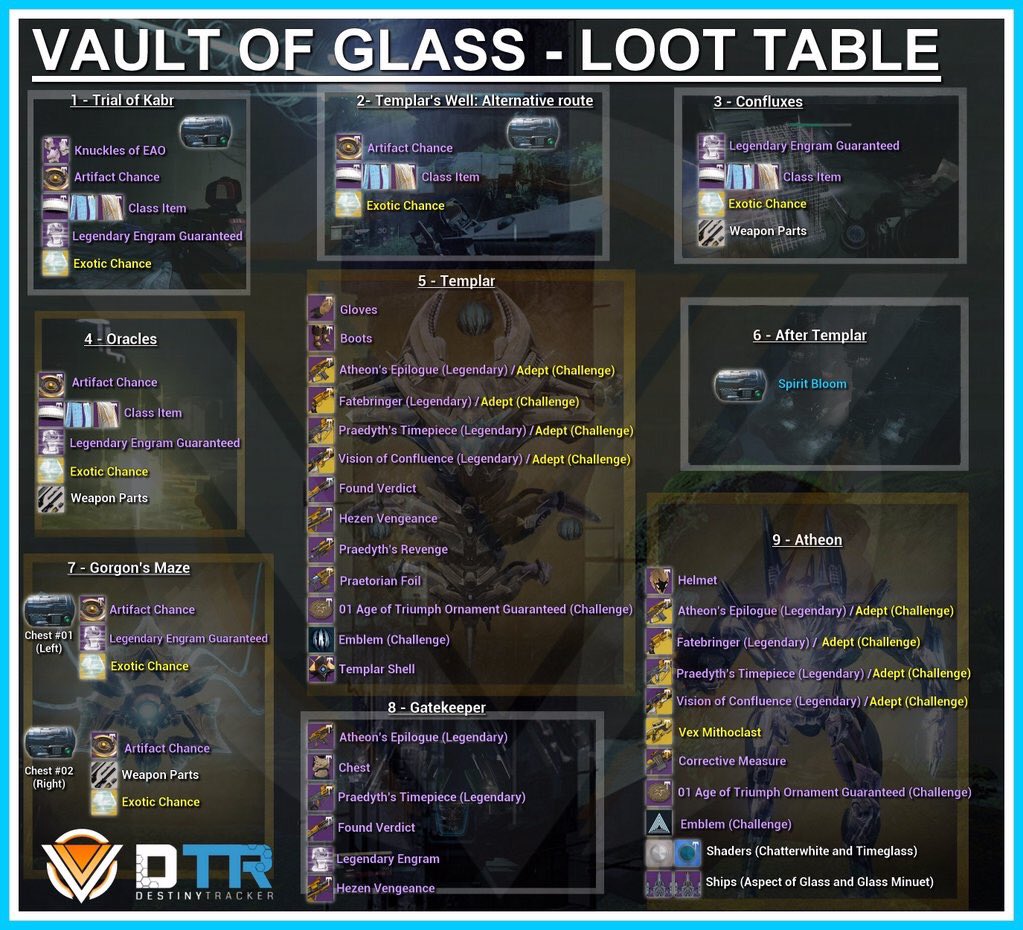 VAULT OF GLASS - LOOT TABLE
1 - Trial of Kabr
Knuckles of EAO
Artifact Chance
Class Item
Legendary Engram Guaranteed
Exotic Chance
2- Templar's Well: Alternative route
Artifact Chance
Class Item
Exotic Chance
3 - Confluxes
Legendary Engram Guaranteed
Class Item
Exotic Chance
Weapon Parts
4 - Oracles
Artifact Chance
Class Item
Legendary Engram Guaranteed
Exotic Chance
Weapon Parts
5 - Templar
Gloves
Boots
Atheon's Epilogue (Legendary) /Adept (Challenge)
Fatebringer (Legendary) /Adept (Challenge)
Praedyth's Timepiece (Legendary) /Adept (Challenge)
Vision of Confluence (Legendary) /Adept (Challenge)
Found Verdict
Hezen Vengeance
Praedyth's Revenge
Praetorian Foil
01 Age of Triumph Ornament Guaranteed (Challenge)
Emblem (Challenge)
Templar Shell
6 - After Templar
Spirit Bloom
7 - Gorgon's Maze
Chest #01
(Left)
Artifact Chance
Legendary Engram Guaranteed
Exotic Chance
Chest #02
(Right)
Artifact Chance
Weapon Parts
Exotic Chance
8 - Gatekeeper
Atheon's Epilogue (Legendary)
Chest
Praedyth's Timepiece (Legendary)
Found Verdict
Legendary Engram
Hezen Vengeance
9 - Atheon
Helmet
Atheon's Epilogue (Legendary) /Adept (Challenge)
Fatebringer (Legendary) / Adept (Challenge)
Praedyth's Timepiece (Legendary) /Adept (Challenge)
Vision of Confluence (Legendary) /Adept (Challenge)
Vex Mithoclast
Corrective Measure
01 Age of Triumph Ornament Guaranteed (Challenge)
Emblem (Challenge)
Shaders (Chatterwhite and Timeglass)
Ships (Aspect of Glass and Glass Minuet)
DTR
DESTINYTRACKER